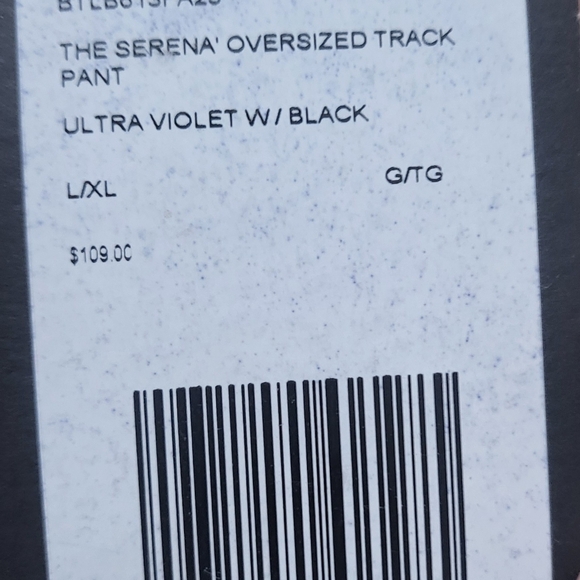 THE SERENA' OVERSIZED TRACK
PANT
ULTRA VIOLET W/ BLACK
L/XL G/TG
$109.00